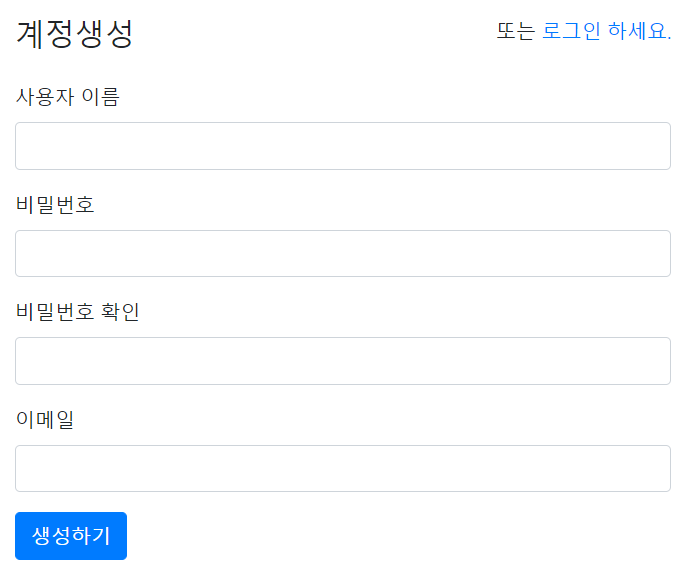 계정생성
또는 로그인 하세요.
사용자 이름
비밀번호
비밀번호 확인
이메일
생성하기